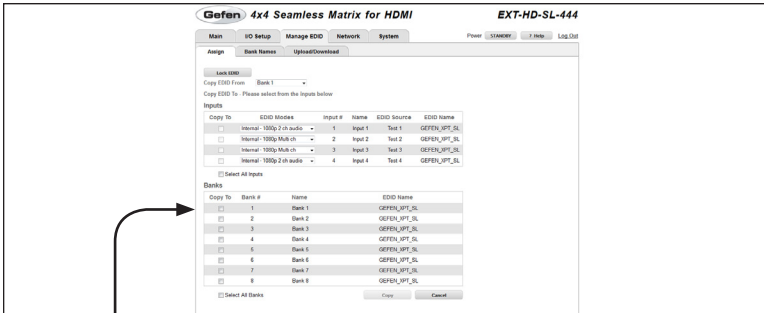 Gefen 4x4 Seamless Matrix for HDMI EXT-HD-SL-444
Main I/O Setup Manage EDID Network System Power STANDBY ? Help Log Out
Assign Bank Names Upload/Download
Lock EDID
Copy EDID From Bank 1
Copy EDID To - Please select from the inputs below
Inputs
Copy To EDID Modes Input # Name EDID Source EDID Name
Internal - 1080p 2 ch audio 1 Input 1 Test 1 GEFEN_XPT_SL
Internal - 1080p Multi ch 2 Input 2 Test 2 GEFEN_XPT_SL
Internal - 1080p Multi ch 3 Input 3 Test 3 GEFEN_XPT_SL
Internal - 1080p 2 ch audio 4 Input 4 Test 4 GEFEN_XPT_SL
Select All Inputs
Banks
Copy To Bank # Name EDID Name
1 Bank 1 GEFEN_XPT_SL
2 Bank 2 GEFEN_XPT_SL
3 Bank 3 GEFEN_XPT_SL
4 Bank 4 GEFEN_XPT_SL
5 Bank 5 GEFEN_XPT_SL
6 Bank 6 GEFEN_XPT_SL
7 Bank 7 GEFEN_XPT_SL
8 Bank 8 GEFEN_XPT_SL
Select All Banks Copy Cancel